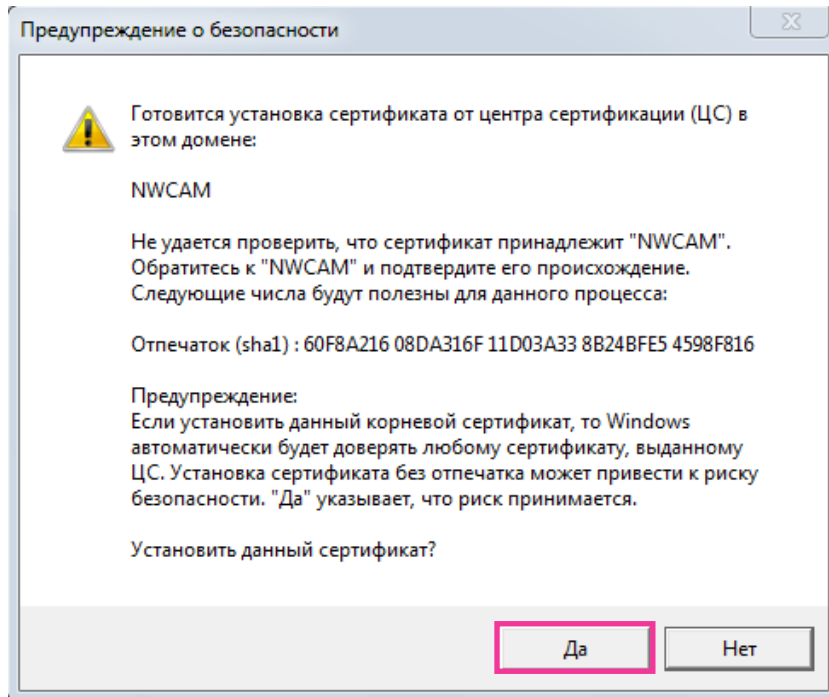 Предупреждение о безопасности
Готовится установка сертификата от центра сертификации (ЦС) в
этом домене:
NWCAM
Не удается проверить, что сертификат принадлежит "NWCAM".
Обратитесь к "NWCAM" и подтвердите его происхождение.
Следующие числа будут полезны для данного процесса:
Отпечаток (sha1) : 60F8A216 08DA316F 11D03A33 8B24BFE5 4598F816
Предупреждение:
Если установить данный корневой сертификат, то Windows
автоматически будет доверять любому сертификату, выданному
ЦС. Установка сертификата без отпечатка может привести к риску
безопасности. "Да" указывает, что риск принимается.
Установить данный сертификат?
Да
Нет